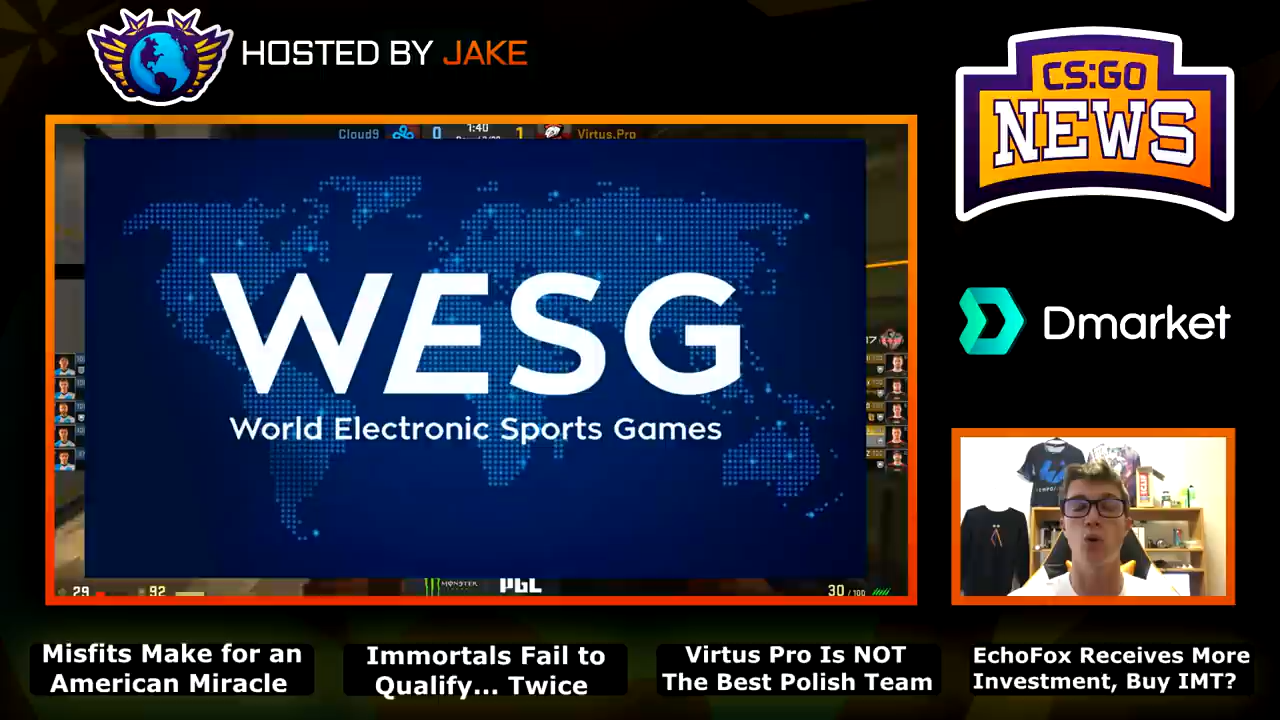 HOSTED BY JAKE
CS:GO
NEWS
Cloud9 0 1:40 1 Virtus.Pro
WESG
World Electronic Sports Games
Dmarket
29 92
MONSTER PGL
30 / 100
Misfits Make for an
American Miracle
Immortals Fail to
Qualify... Twice
Virtus Pro Is NOT
The Best Polish Team
EchoFox Receives More
Investment, Buy IMT?